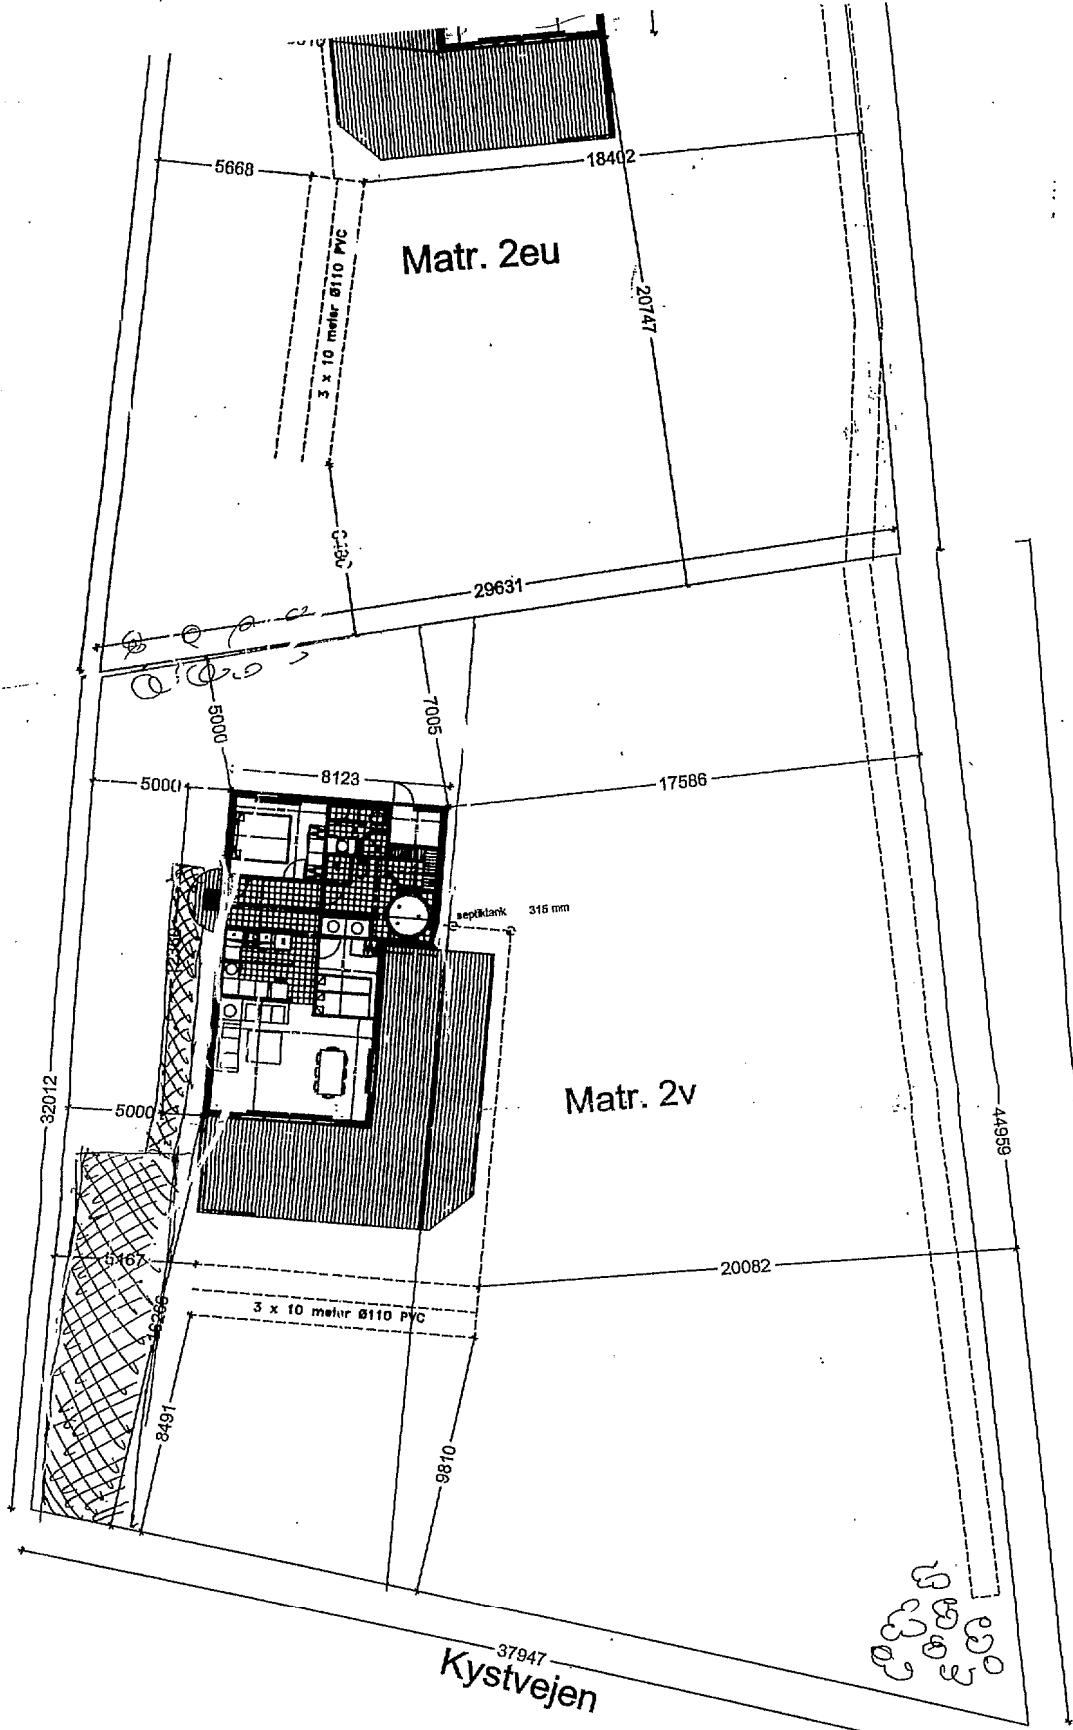 5668
18402
Matr. 2eu
3 x 10 meter Ø110 PVC
20747
29631
5000
7005
5000
8123
17586
septiktank 315 mm
32012
5000
Matr. 2v
44959
5167
20082
3 x 10 meter Ø110 PVC
8491
9810
37947
Kystvejen